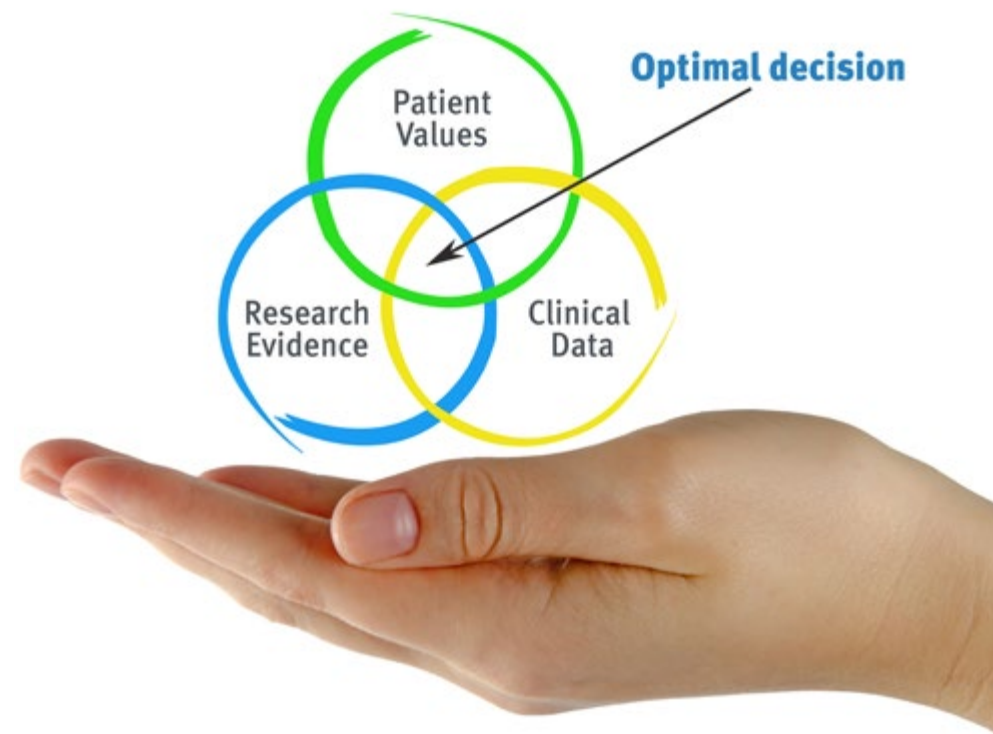 Optimal decision
Patient
Values
Research
Evidence
Clinical
Data